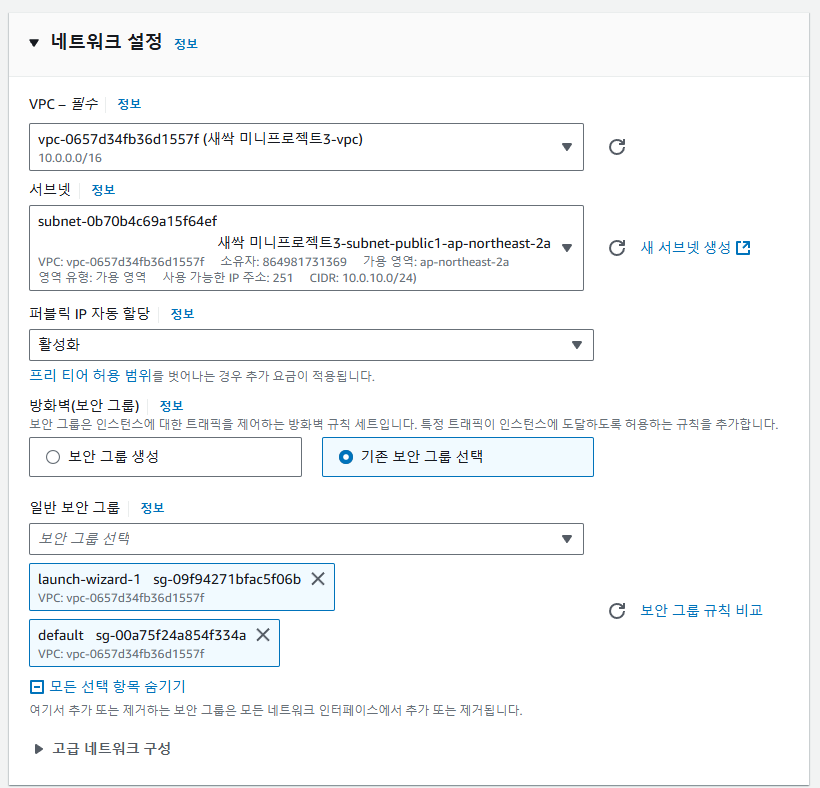 네트워크 설정 정보
VPC – 필수 정보
vpc-0657d34fb36d1557f (새싹 미니프로젝트3-vpc)
10.0.0.0/16
서브넷 정보
subnet-0b70b4c69a15f64ef
새싹 미니프로젝트3-subnet-public1-ap-northeast-2a
VPC: vpc-0657d34fb36d1557f 소유자: 864981731369 가용 영역: ap-northeast-2a
영역 유형: 가용 영역 사용 가능한 IP 주소: 251 CIDR: 10.0.10.0/24)
새 서브넷 생성
퍼블릭 IP 자동 할당 정보
활성화
프리 티어 허용 범위를 벗어나는 경우 추가 요금이 적용됩니다.
방화벽(보안 그룹) 정보
보안 그룹은 인스턴스에 대한 트래픽을 제어하는 방화벽 규칙 세트입니다. 특정 트래픽이 인스턴스에 도달하도록 허용하는 규칙을 추가합니다.
보안 그룹 생성
기존 보안 그룹 선택
일반 보안 그룹 정보
보안 그룹 선택
launch-wizard-1 sg-09f94271bfac5f06b
VPC: vpc-0657d34fb36d1557f
default sg-00a75f24a854f334a
VPC: vpc-0657d34fb36d1557f
보안 그룹 규칙 비교
모든 선택 항목 숨기기
여기서 추가 또는 제거하는 보안 그룹은 모든 네트워크 인터페이스에서 추가 또는 제거됩니다.
고급 네트워크 구성